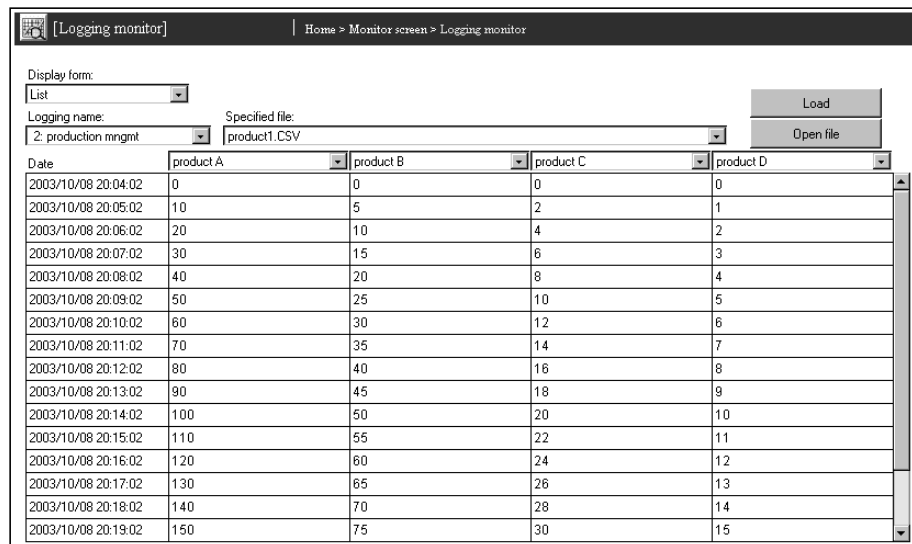 [Logging monitor] Home > Monitor screen > Logging monitor
Display form:
List
Load
Logging name: Specified file:
2: production mngmt product1.CSV Open file
Date product A product B product C product D
2003/10/08 20:04:02 0 0 0 0
2003/10/08 20:05:02 10 5 2 1
2003/10/08 20:06:02 20 10 4 2
2003/10/08 20:07:02 30 15 6 3
2003/10/08 20:08:02 40 20 8 4
2003/10/08 20:09:02 50 25 10 5
2003/10/08 20:10:02 60 30 12 6
2003/10/08 20:11:02 70 35 14 7
2003/10/08 20:12:02 80 40 16 8
2003/10/08 20:13:02 90 45 18 9
2003/10/08 20:14:02 100 50 20 10
2003/10/08 20:15:02 110 55 22 11
2003/10/08 20:16:02 120 60 24 12
2003/10/08 20:17:02 130 65 26 13
2003/10/08 20:18:02 140 70 28 14
2003/10/08 20:19:02 150 75 30 15